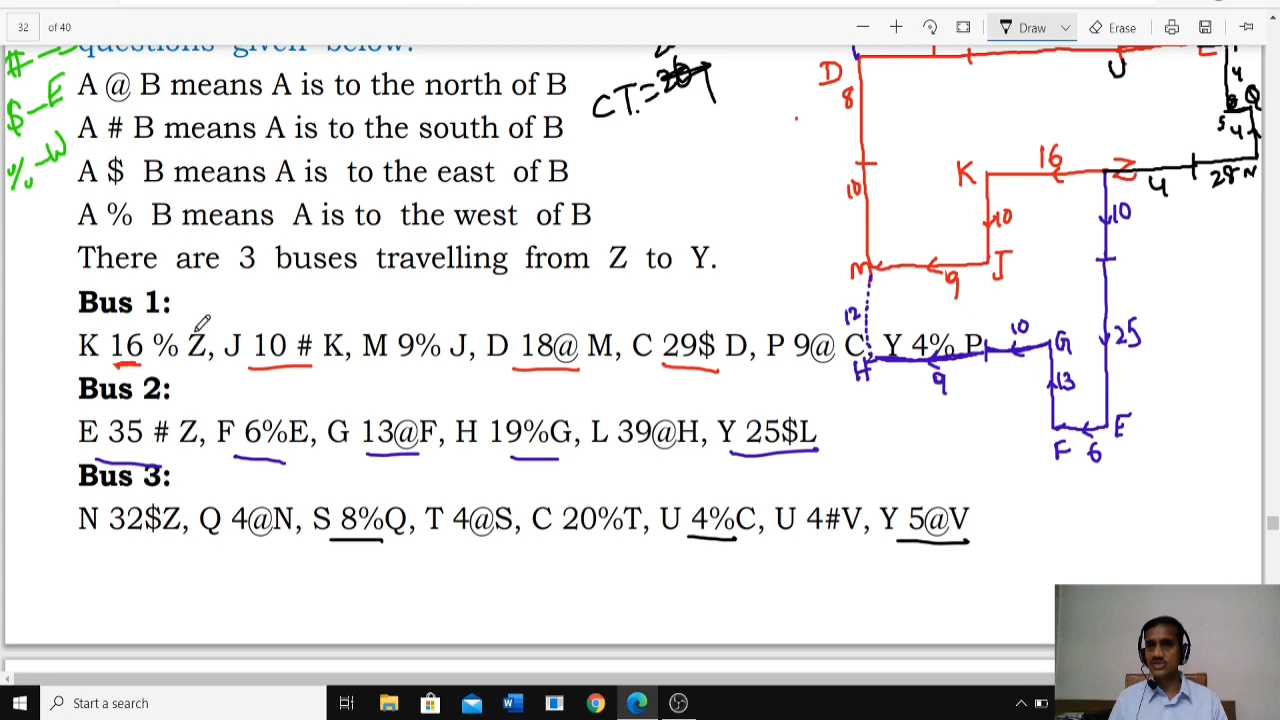 32 of 40
Draw
Erase
questions given below.
A @ B means A is to the north of B
A # B means A is to the south of B
A $ B means A is to the east of B
A % B means A is to the west of B
There are 3 buses travelling from Z to Y.
Bus 1:
K 16 % Z, J 10 # K, M 9% J, D 18@ M, C 29$ D, P 9@ C, Y 4% P
Bus 2:
E 35 # Z, F 6%E, G 13@F, H 19%G, L 39@H, Y 25$L
Bus 3:
N 32$Z, Q 4@N, S 8%Q, T 4@S, C 20%T, U 4%C, U 4#V, Y 5@V
#
$ - E
% - W
CT. =
D
8
10
M
9
J
10
K
16
Z
4
28
N
4
S
Q
4
U
10
25
E
6
F
13
G
10
9
H
12
Start a search